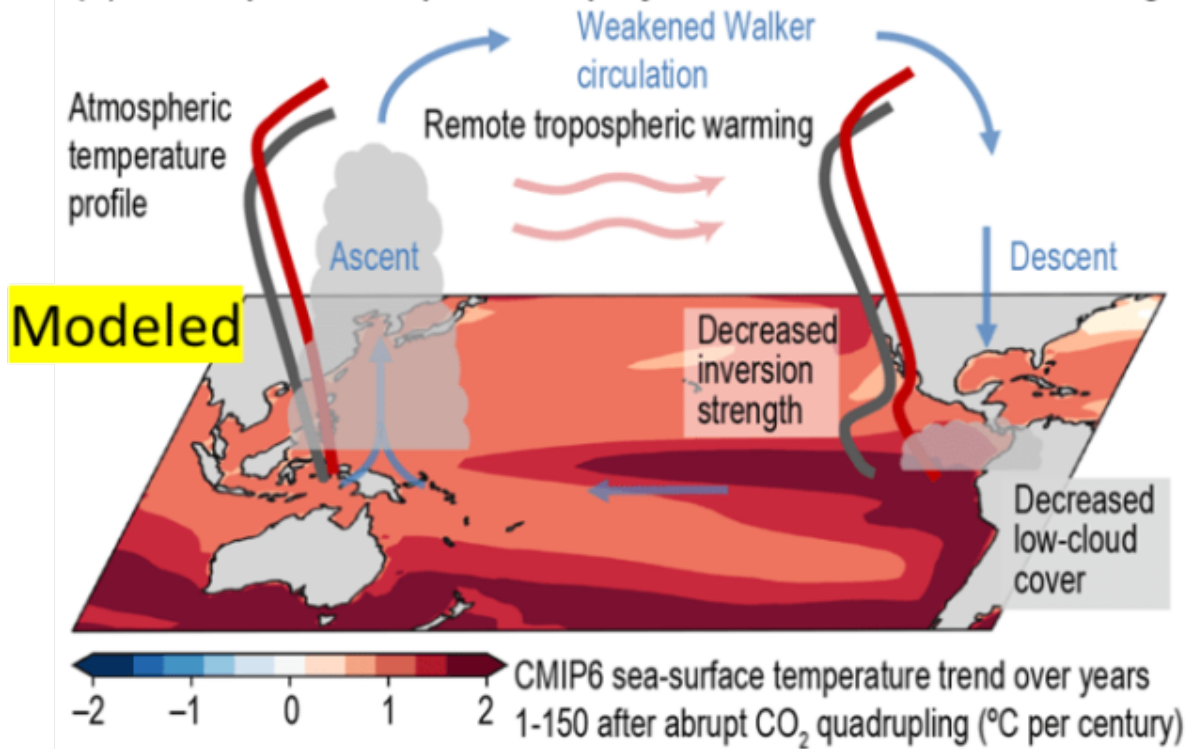 Weakened Walker
circulation
Atmospheric
temperature
profile
Remote tropospheric warming
Ascent
Descent
Modeled
Decreased
inversion
strength
Decreased
low-cloud
cover
−2 −1 0 1 2
CMIP6 sea-surface temperature trend over years
1-150 after abrupt CO₂ quadrupling (ºC per century)